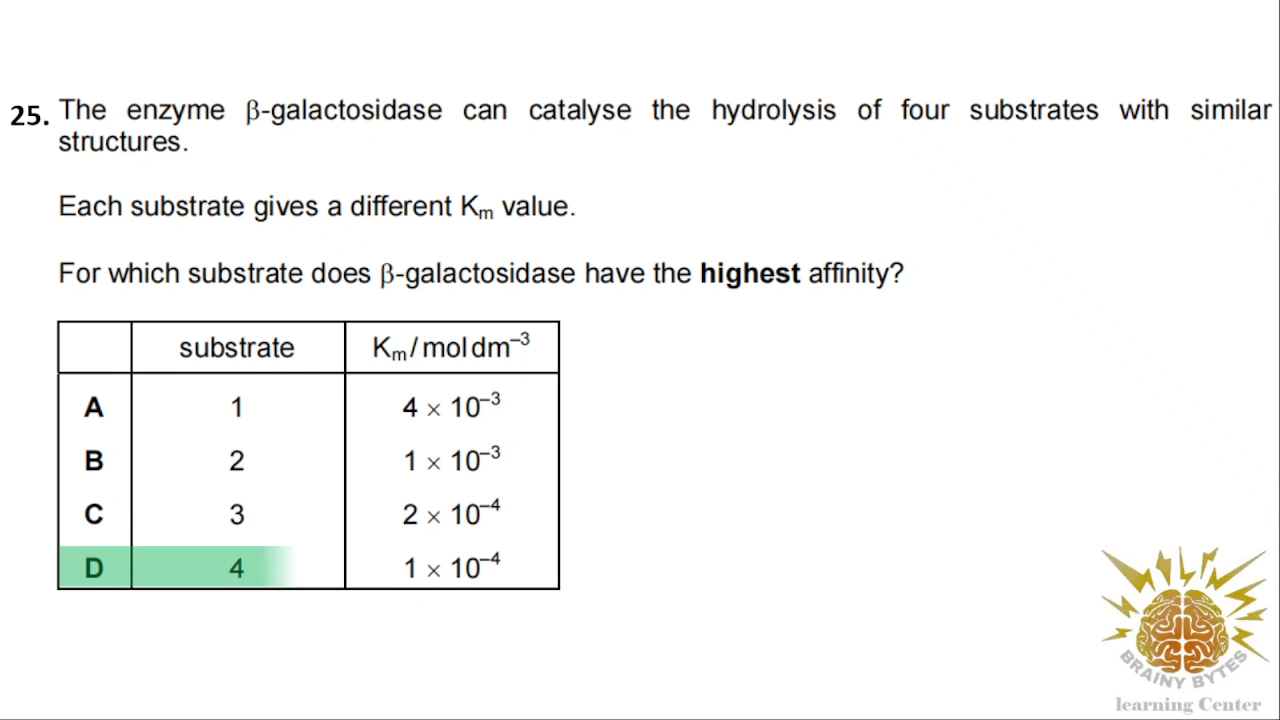 25. The enzyme β-galactosidase can catalyse the hydrolysis of four substrates with similar
structures.
Each substrate gives a different Kₘ value.
For which substrate does β-galactosidase have the highest affinity?
substrate Kₘ / mol dm⁻³
A 1 4 × 10⁻³
B 2 1 × 10⁻³
C 3 2 × 10⁻⁴
D 4 1 × 10⁻⁴
BRAINY BYTES
learning Center